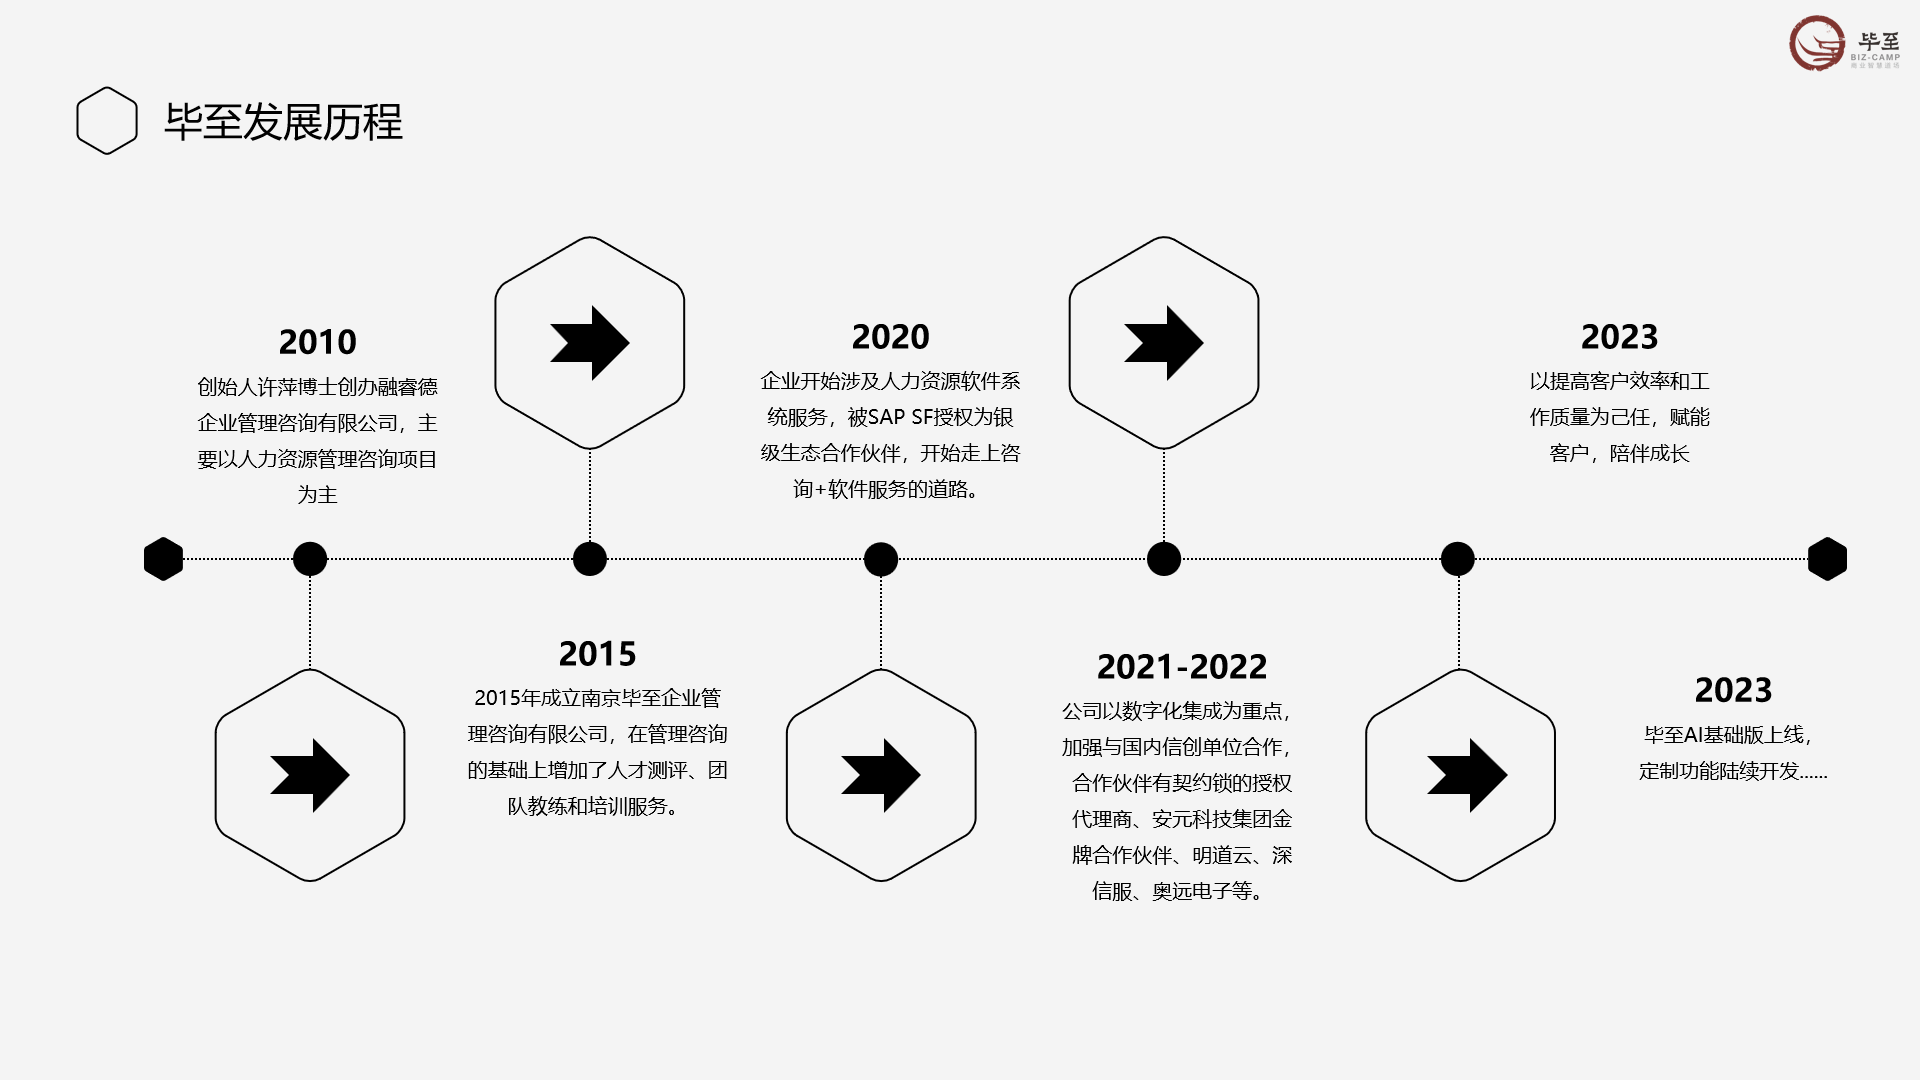 毕至
BIZ-CAMP
毕至发展历程
2010
创始人许萍博士创办融睿德
企业管理咨询有限公司，主
要以人力资源管理咨询项目
为主
2015
2015年成立南京毕至企业管
理咨询有限公司，在管理咨询
的基础上增加了人才测评、团
队教练和培训服务。
2020
企业开始涉及人力资源软件系
统服务，被SAP SF授权为银
级生态合作伙伴，开始走上咨
询+软件服务的道路。
2021-2022
公司以数字化集成为重点，
加强与国内信创单位合作，
合作伙伴有契约锁的授权
代理商、安元科技集团金
牌合作伙伴、明道云、深
信服、奥远电子等。
2023
以提高客户效率和工
作质量为己任，赋能
客户，陪伴成长
2023
毕至AI基础版上线，
定制功能陆续开发......